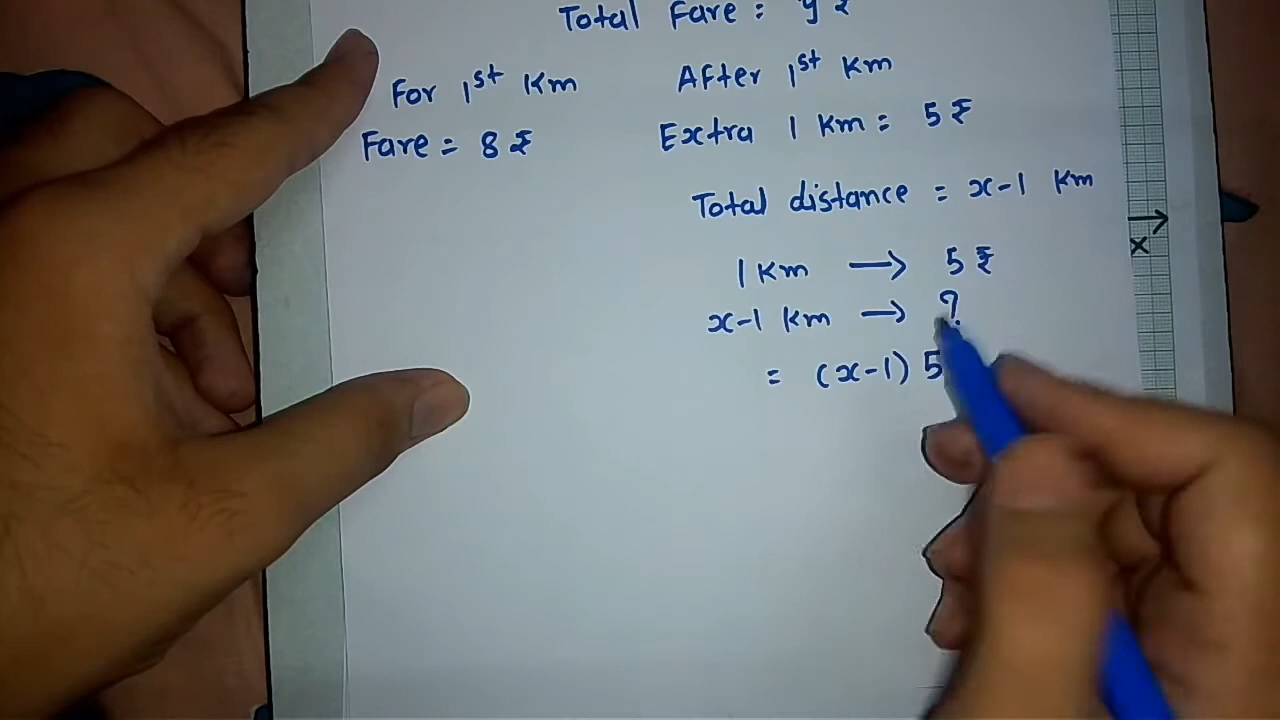 Total Fare : y ₹
For 1st Km
Fare = 8 ₹
After 1st Km
Extra 1 Km = 5 ₹
Total distance = x-1 Km
1 Km → 5 ₹
x-1 Km → ?
= (x-1) 5
→
x